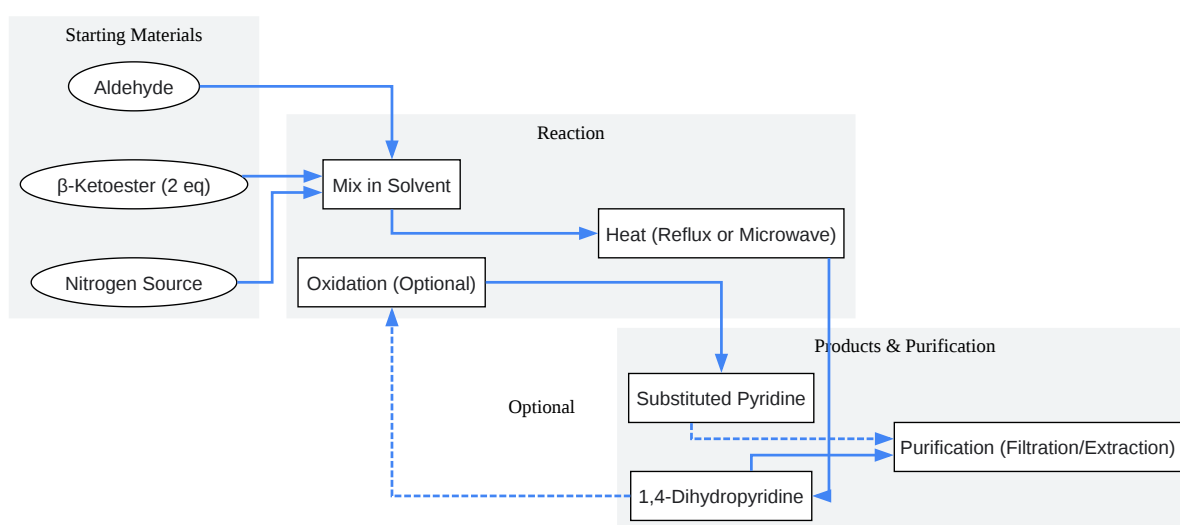 Starting Materials
Aldehyde
Reaction
β-Ketoester (2 eq)
Mix in Solvent
Heat (Reflux or Microwave)
Nitrogen Source
Oxidation (Optional)
Products & Purification
Optional
Substituted Pyridine
Purification (Filtration/Extraction)
1,4-Dihydropyridine